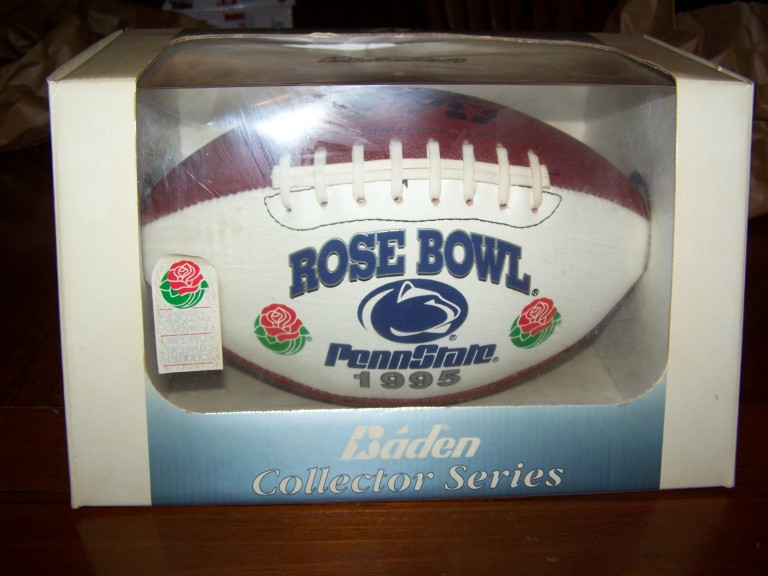 ROSE BOWL®
®
PennState®
1995
Baden
Collector Series